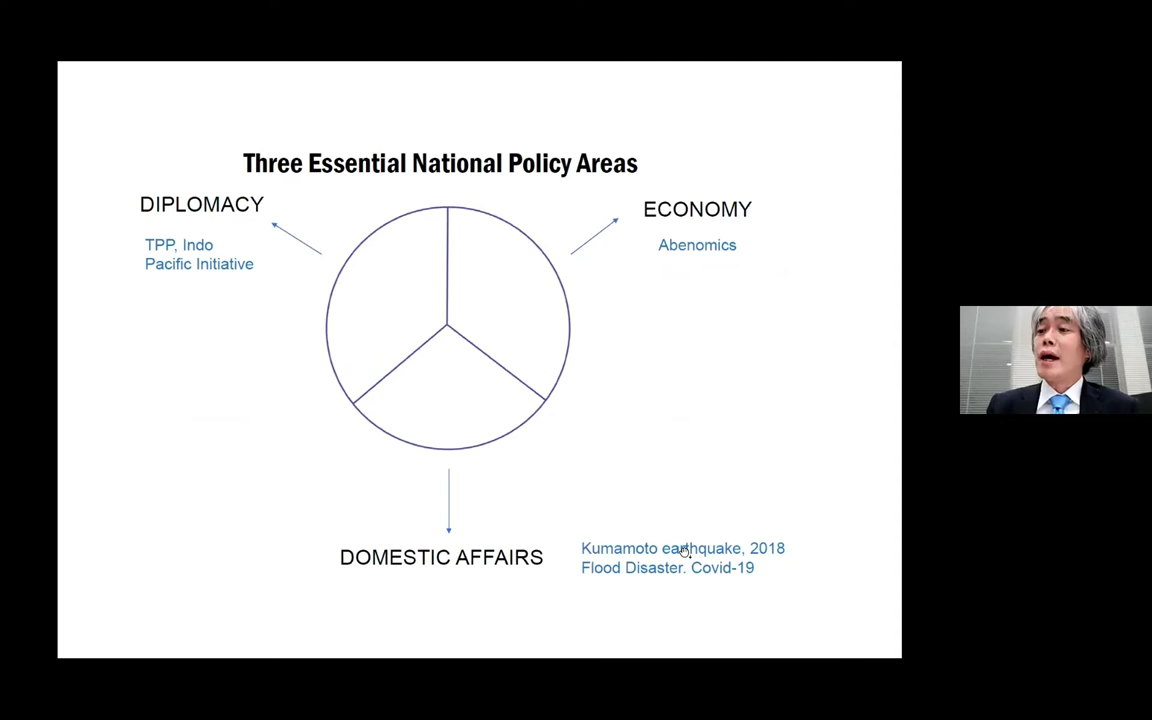 Three Essential National Policy Areas
DIPLOMACY
ECONOMY
TPP, Indo
Pacific Initiative
Abenomics
DOMESTIC AFFAIRS
Kumamoto earthquake, 2018
Flood Disaster. Covid-19